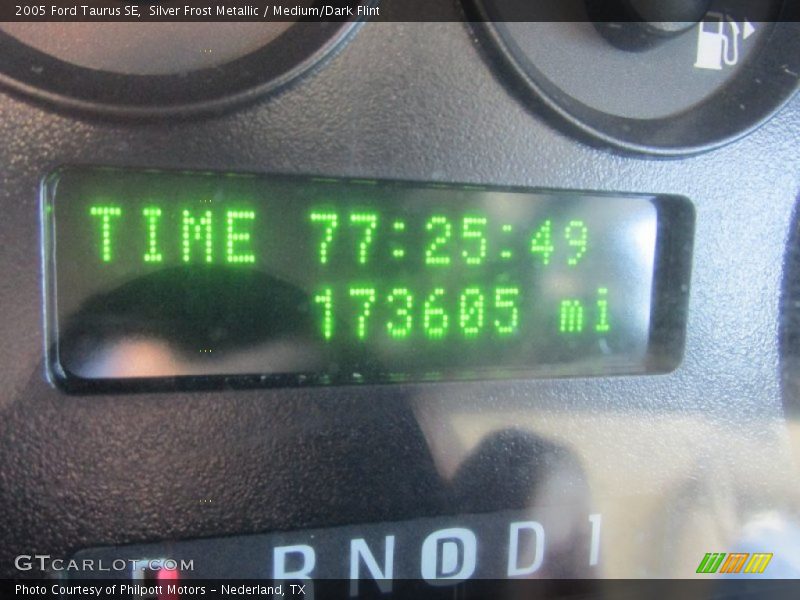 2005 Ford Taurus SE, Silver Frost Metallic / Medium/Dark Flint
TIME 77:25:49
173605 mi
R N D D 1
GTCARLOT.COM
Photo Courtesy of Philpott Motors - Nederland, TX